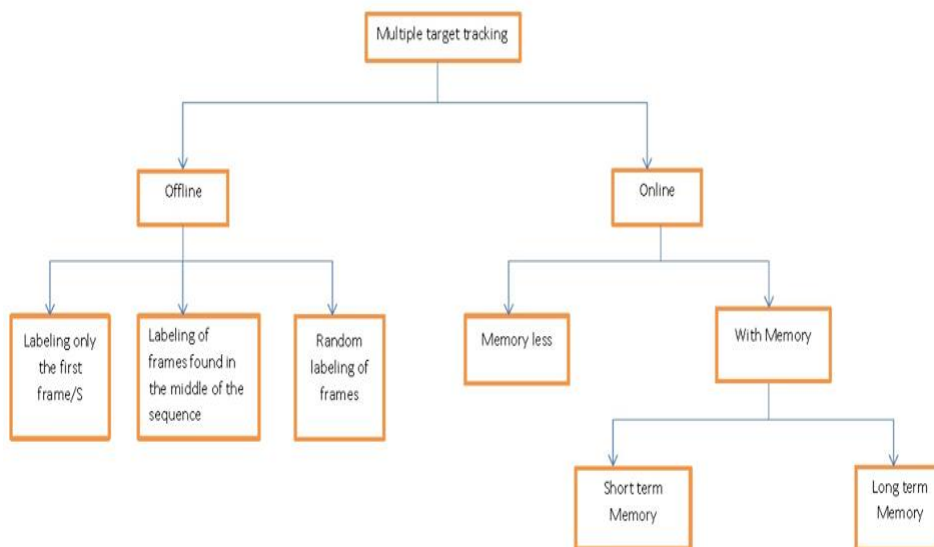 Multiple target tracking
Offline
Online
Labeling only
the first
frame/S
Labeling of
frames found in
the middle of the
sequence
Random
labeling of
frames
Memory less
With Memory
Short term
Memory
Long term
Memory